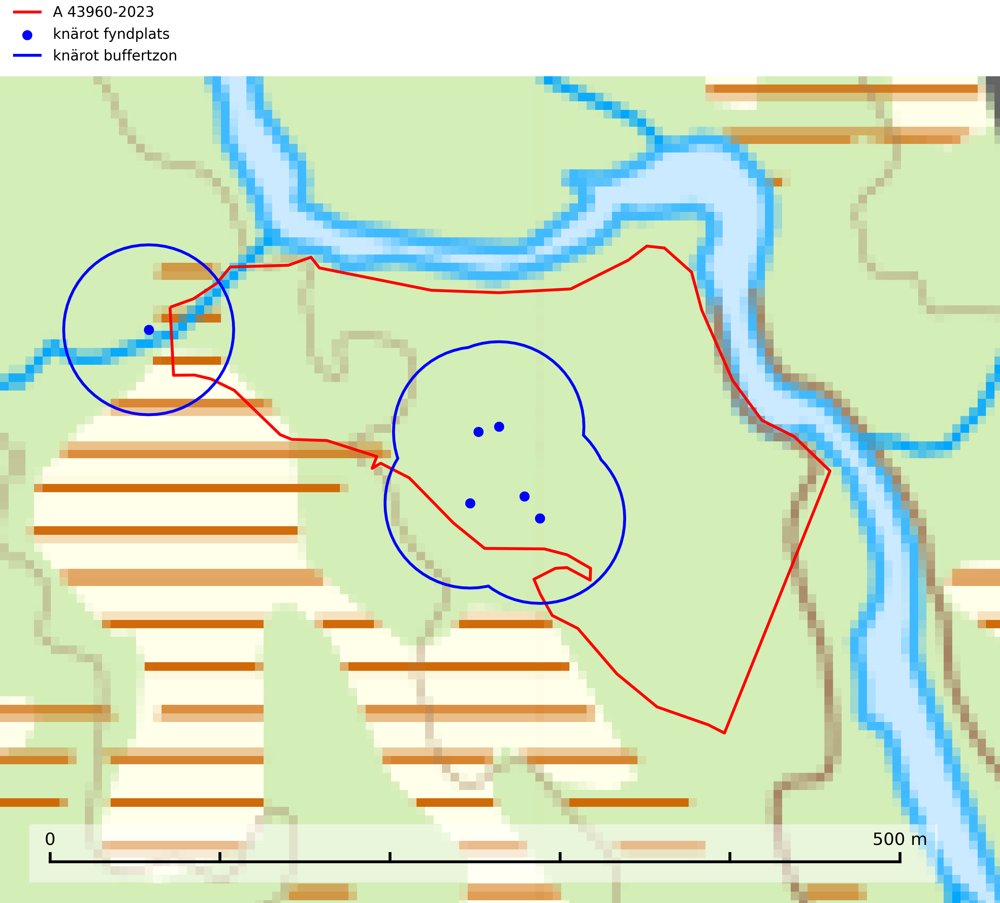 A 43960-2023
knärot fyndplats
knärot buffertzon
0
500 m